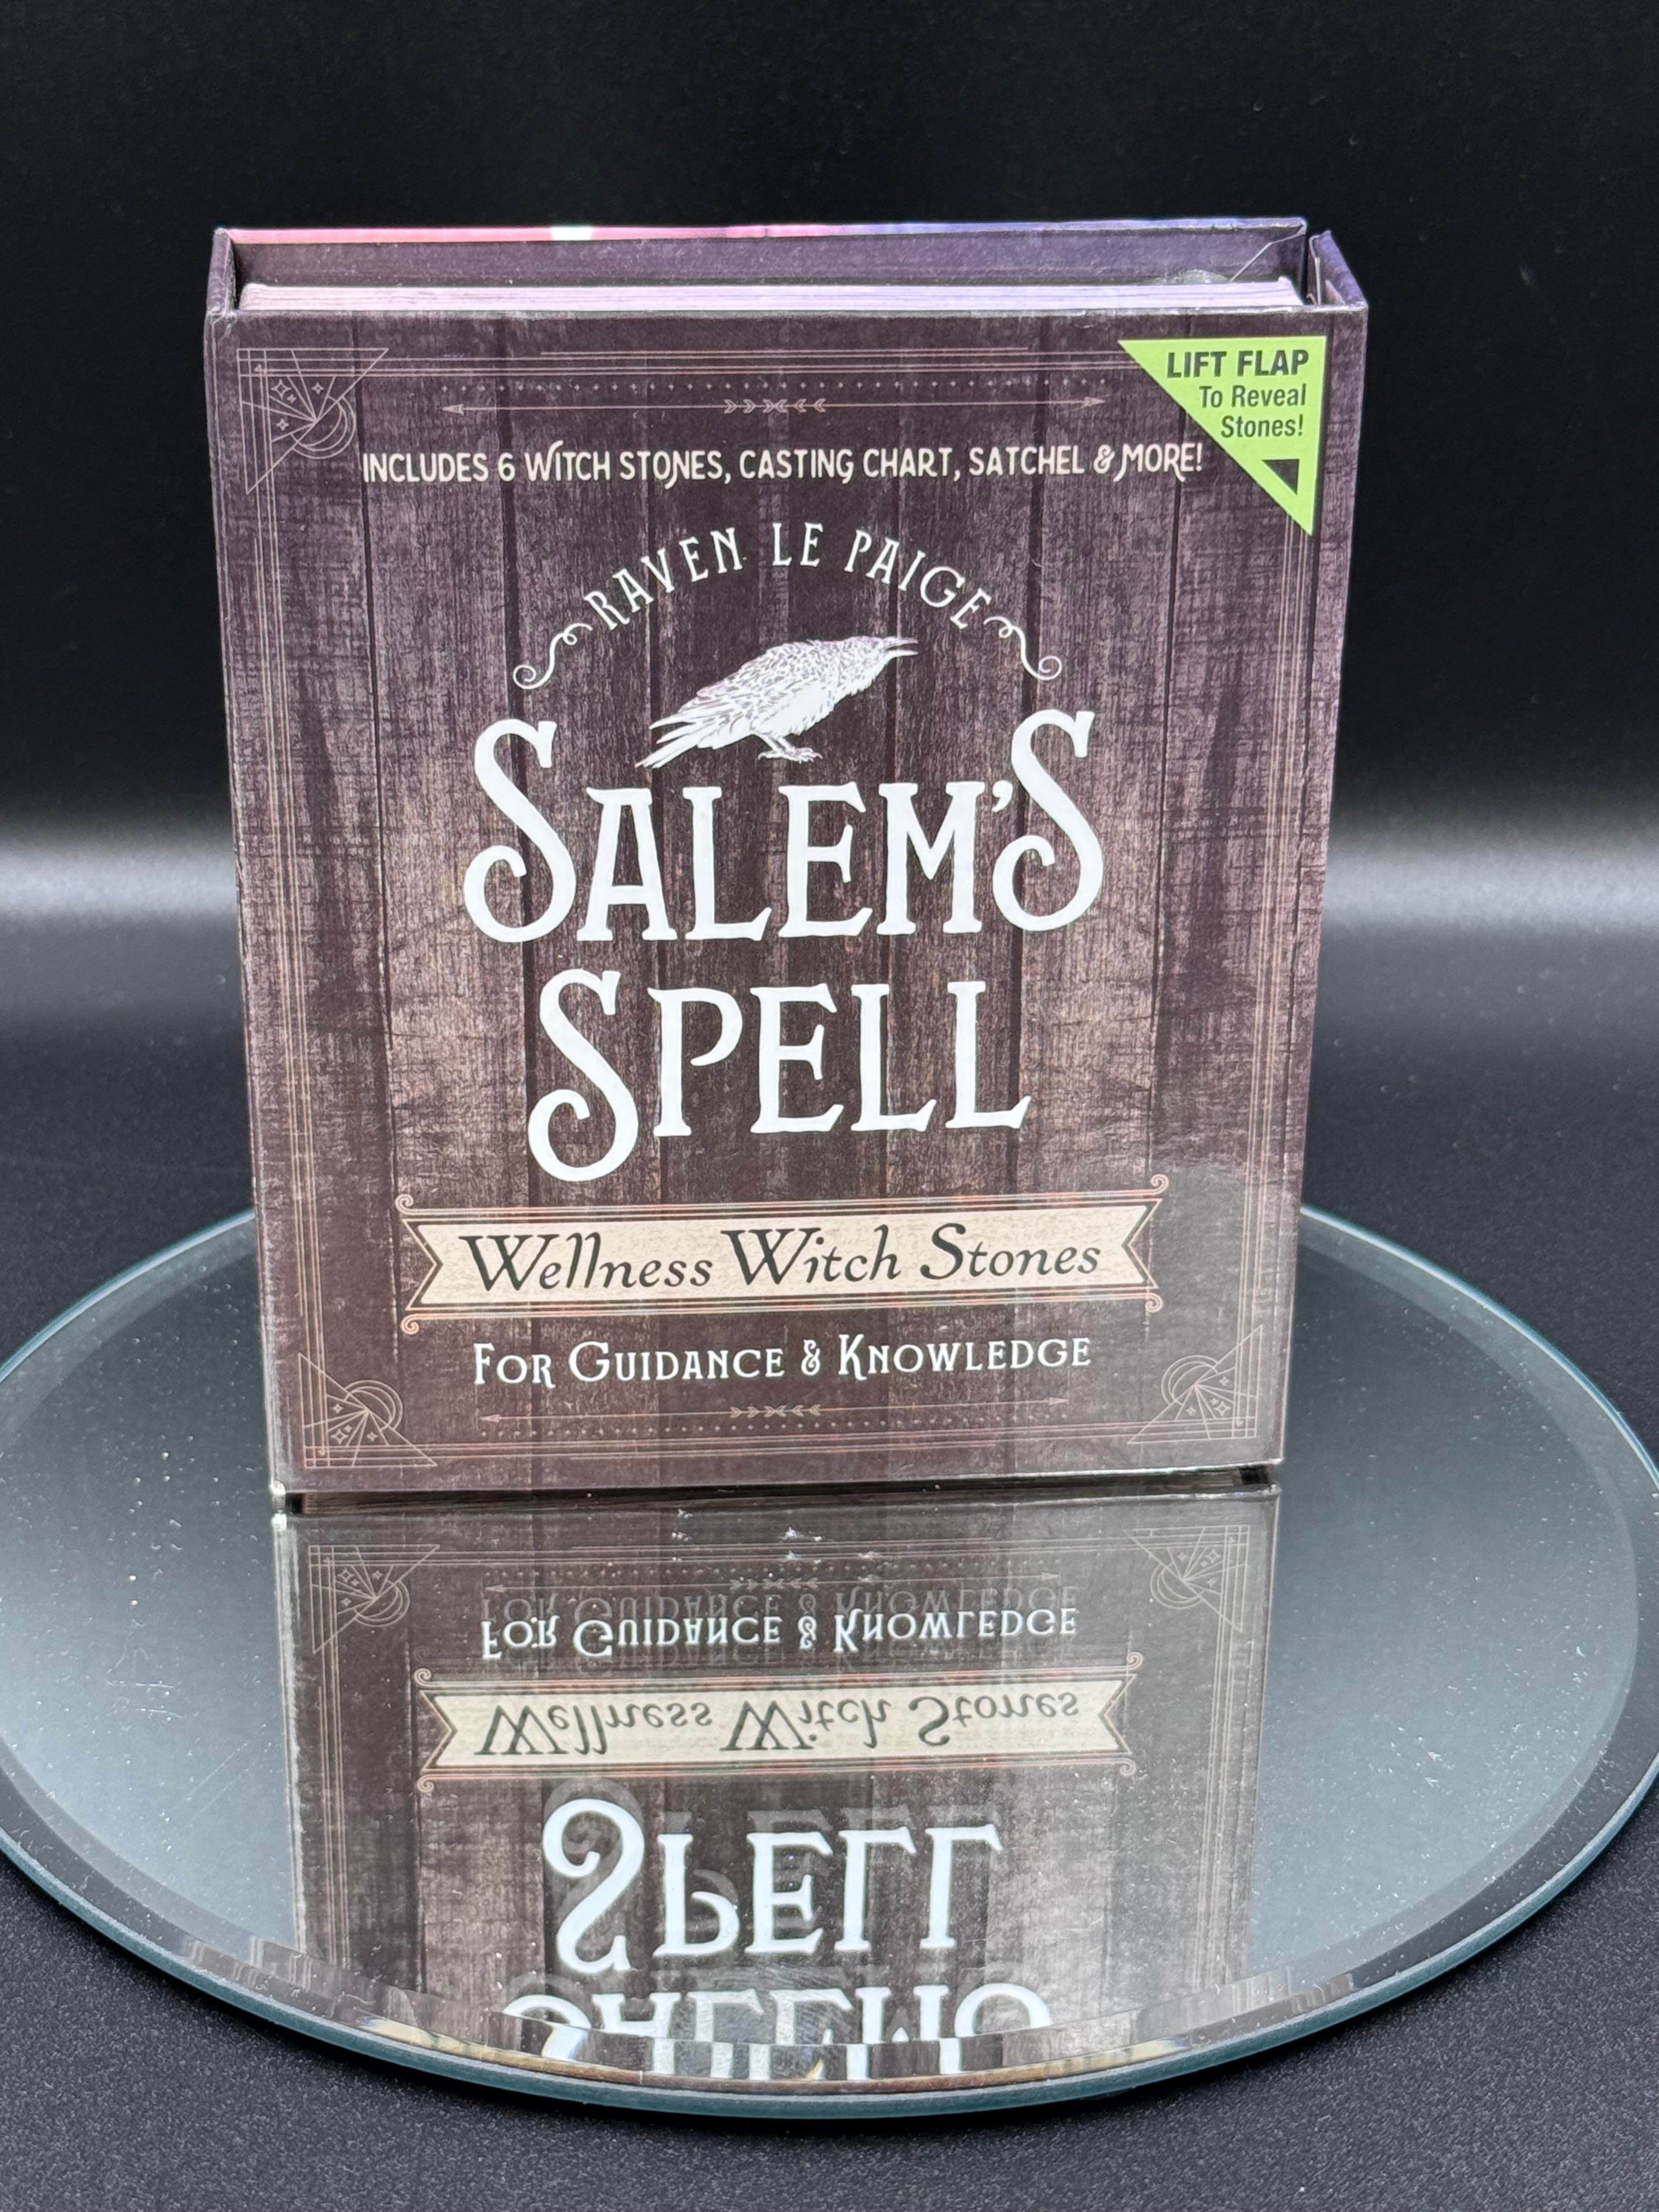 LIFT FLAP
To Reveal
Stones!
INCLUDES 6 WITCH STONES, CASTING CHART, SATCHEL & MORE!
RAVEN LE PAIGE
SALEM'S
SPELL
Wellness Witch Stones
FOR GUIDANCE & KNOWLEDGE